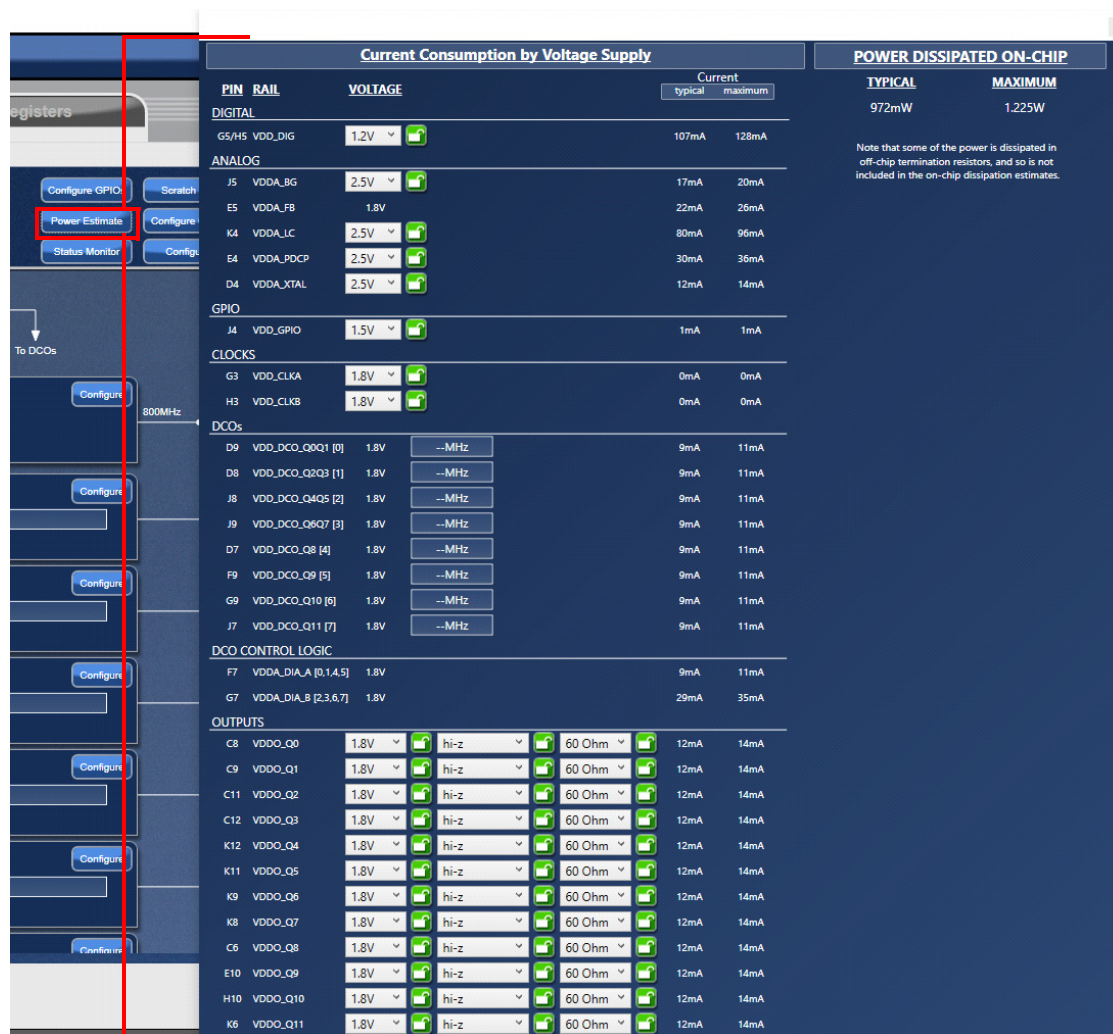 Current Consumption by Voltage Supply
POWER DISSIPATED ON-CHIP
Current
PIN RAIL VOLTAGE typical maximum
TYPICAL MAXIMUM
972mW 1.225W
Note that some of the power is dissipated in
off-chip termination resistors, and so is not
included in the on-chip dissipation estimates.
egisters
Configure GPIOs Scratch
Power Estimate Configure
Status Monitor Configu
To DCOs
Configure
800MHz
Configure
Configure
Configure
Configure
Configure
Configure
DIGITAL
G5/H5 VDD_DIG 1.2V 107mA 128mA
ANALOG
J5 VDDA_BG 2.5V 17mA 20mA
E5 VDDA_FB 1.8V 22mA 26mA
K4 VDDA_LC 2.5V 80mA 96mA
E4 VDDA_PDCP 2.5V 30mA 36mA
D4 VDDA_XTAL 2.5V 12mA 14mA
GPIO
J4 VDD_GPIO 1.5V 1mA 1mA
CLOCKS
G3 VDD_CLKA 1.8V 0mA 0mA
H3 VDD_CLKB 1.8V 0mA 0mA
DCOs
D9 VDD_DCO_Q0Q1 [0] 1.8V --MHz 9mA 11mA
D8 VDD_DCO_Q2Q3 [1] 1.8V --MHz 9mA 11mA
J8 VDD_DCO_Q4Q5 [2] 1.8V --MHz 9mA 11mA
J9 VDD_DCO_Q6Q7 [3] 1.8V --MHz 9mA 11mA
D7 VDD_DCO_Q8 [4] 1.8V --MHz 9mA 11mA
F9 VDD_DCO_Q9 [5] 1.8V --MHz 9mA 11mA
G9 VDD_DCO_Q10 [6] 1.8V --MHz 9mA 11mA
J7 VDD_DCO_Q11 [7] 1.8V --MHz 9mA 11mA
DCO CONTROL LOGIC
F7 VDDA_DIA_A [0,1,4,5] 1.8V 9mA 11mA
G7 VDDA_DIA_B [2,3,6,7] 1.8V 29mA 35mA
OUTPUTS
C8 VDDO_Q0 1.8V hi-z 60 Ohm 12mA 14mA
C9 VDDO_Q1 1.8V hi-z 60 Ohm 12mA 14mA
C11 VDDO_Q2 1.8V hi-z 60 Ohm 12mA 14mA
C12 VDDO_Q3 1.8V hi-z 60 Ohm 12mA 14mA
K12 VDDO_Q4 1.8V hi-z 60 Ohm 12mA 14mA
K11 VDDO_Q5 1.8V hi-z 60 Ohm 12mA 14mA
K9 VDDO_Q6 1.8V hi-z 60 Ohm 12mA 14mA
K8 VDDO_Q7 1.8V hi-z 60 Ohm 12mA 14mA
C6 VDDO_Q8 1.8V hi-z 60 Ohm 12mA 14mA
E10 VDDO_Q9 1.8V hi-z 60 Ohm 12mA 14mA
H10 VDDO_Q10 1.8V hi-z 60 Ohm 12mA 14mA
K6 VDDO_Q11 1.8V hi-z 60 Ohm 12mA 14mA